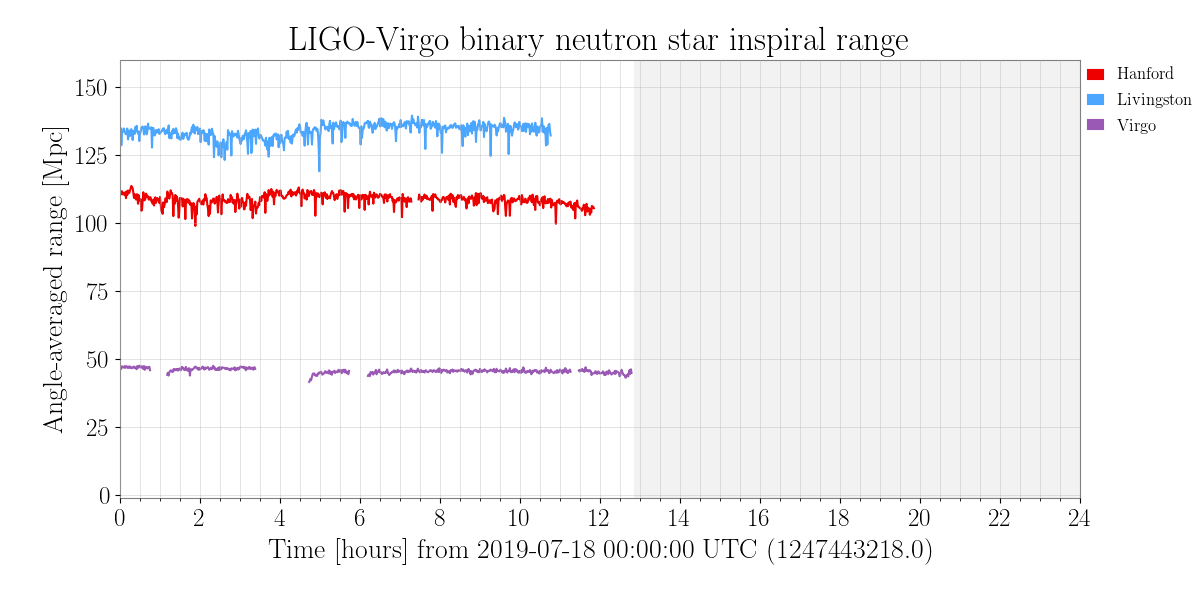 LIGO-Virgo binary neutron star inspiral range
Angle-averaged range [Mpc]
150
125
100
75
50
25
0
0 2 4 6 8 10 12 14 16 18 20 22 24
Time [hours] from 2019-07-18 00:00:00 UTC (1247443218.0)
Hanford
Livingston
Virgo